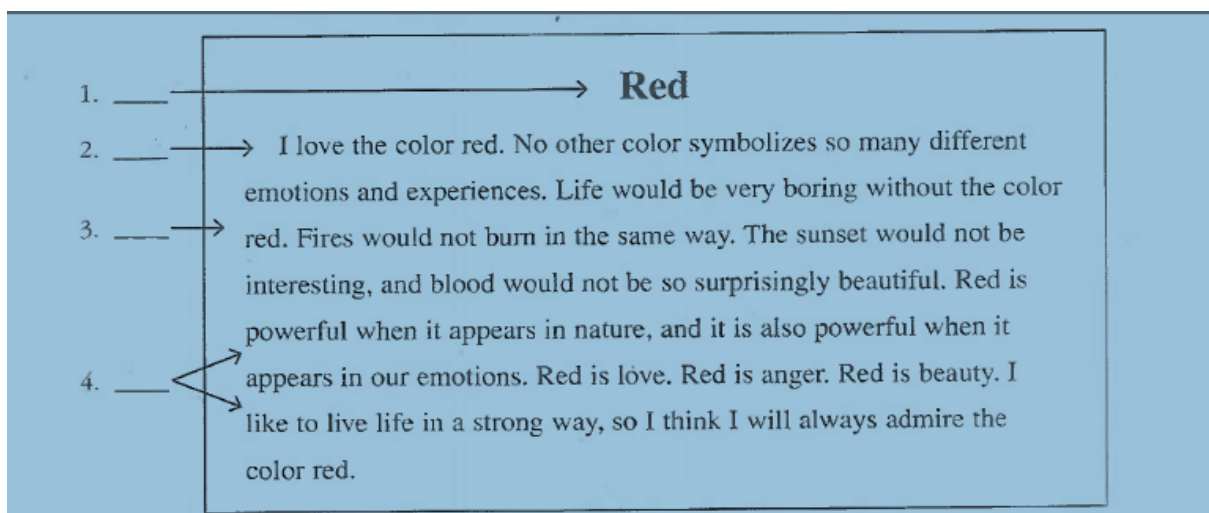 1. ____ Red
2. ____ I love the color red. No other color symbolizes so many different
emotions and experiences. Life would be very boring without the color
3. ____ red. Fires would not burn in the same way. The sunset would not be
interesting, and blood would not be so surprisingly beautiful. Red is
powerful when it appears in nature, and it is also powerful when it
4. ____ appears in our emotions. Red is love. Red is anger. Red is beauty. I
like to live life in a strong way, so I think I will always admire the
color red.